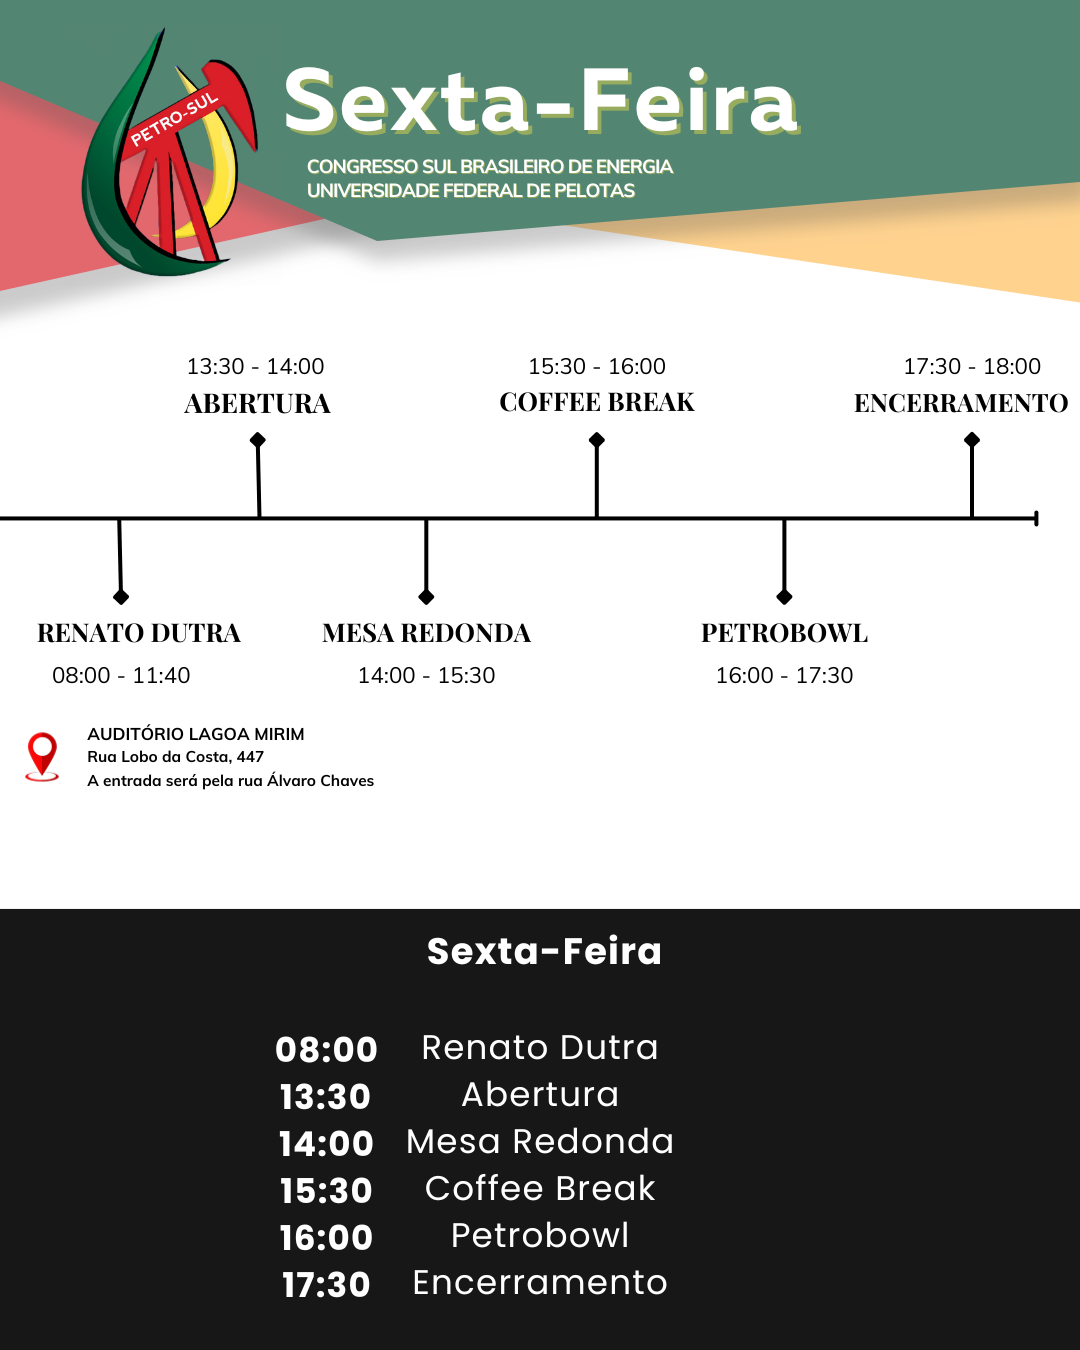 PETRO-SUL
Sexta-Feira
CONGRESSO SUL BRASILEIRO DE ENERGIA
UNIVERSIDADE FEDERAL DE PELOTAS
13:30 - 14:00
ABERTURA
15:30 - 16:00
COFFEE BREAK
17:30 - 18:00
ENCERRAMENTO
RENATO DUTRA
08:00 - 11:40
MESA REDONDA
14:00 - 15:30
PETROBOWL
16:00 - 17:30
AUDITÓRIO LAGOA MIRIM
Rua Lobo da Costa, 447
A entrada será pela rua Álvaro Chaves
Sexta-Feira
08:00 Renato Dutra
13:30 Abertura
14:00 Mesa Redonda
15:30 Coffee Break
16:00 Petrobowl
17:30 Encerramento